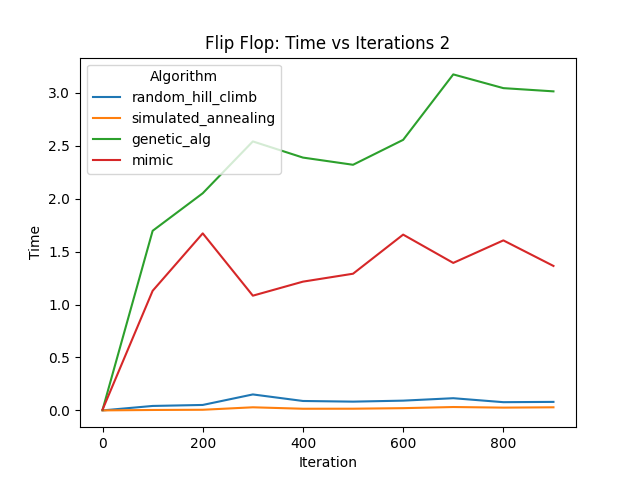 Flip Flop: Time vs Iterations 2
Algorithm
random_hill_climb
simulated_annealing
genetic_alg
mimic
3.0
2.5
2.0
1.5
1.0
0.5
0.0
Time
0 200 400 600 800
Iteration